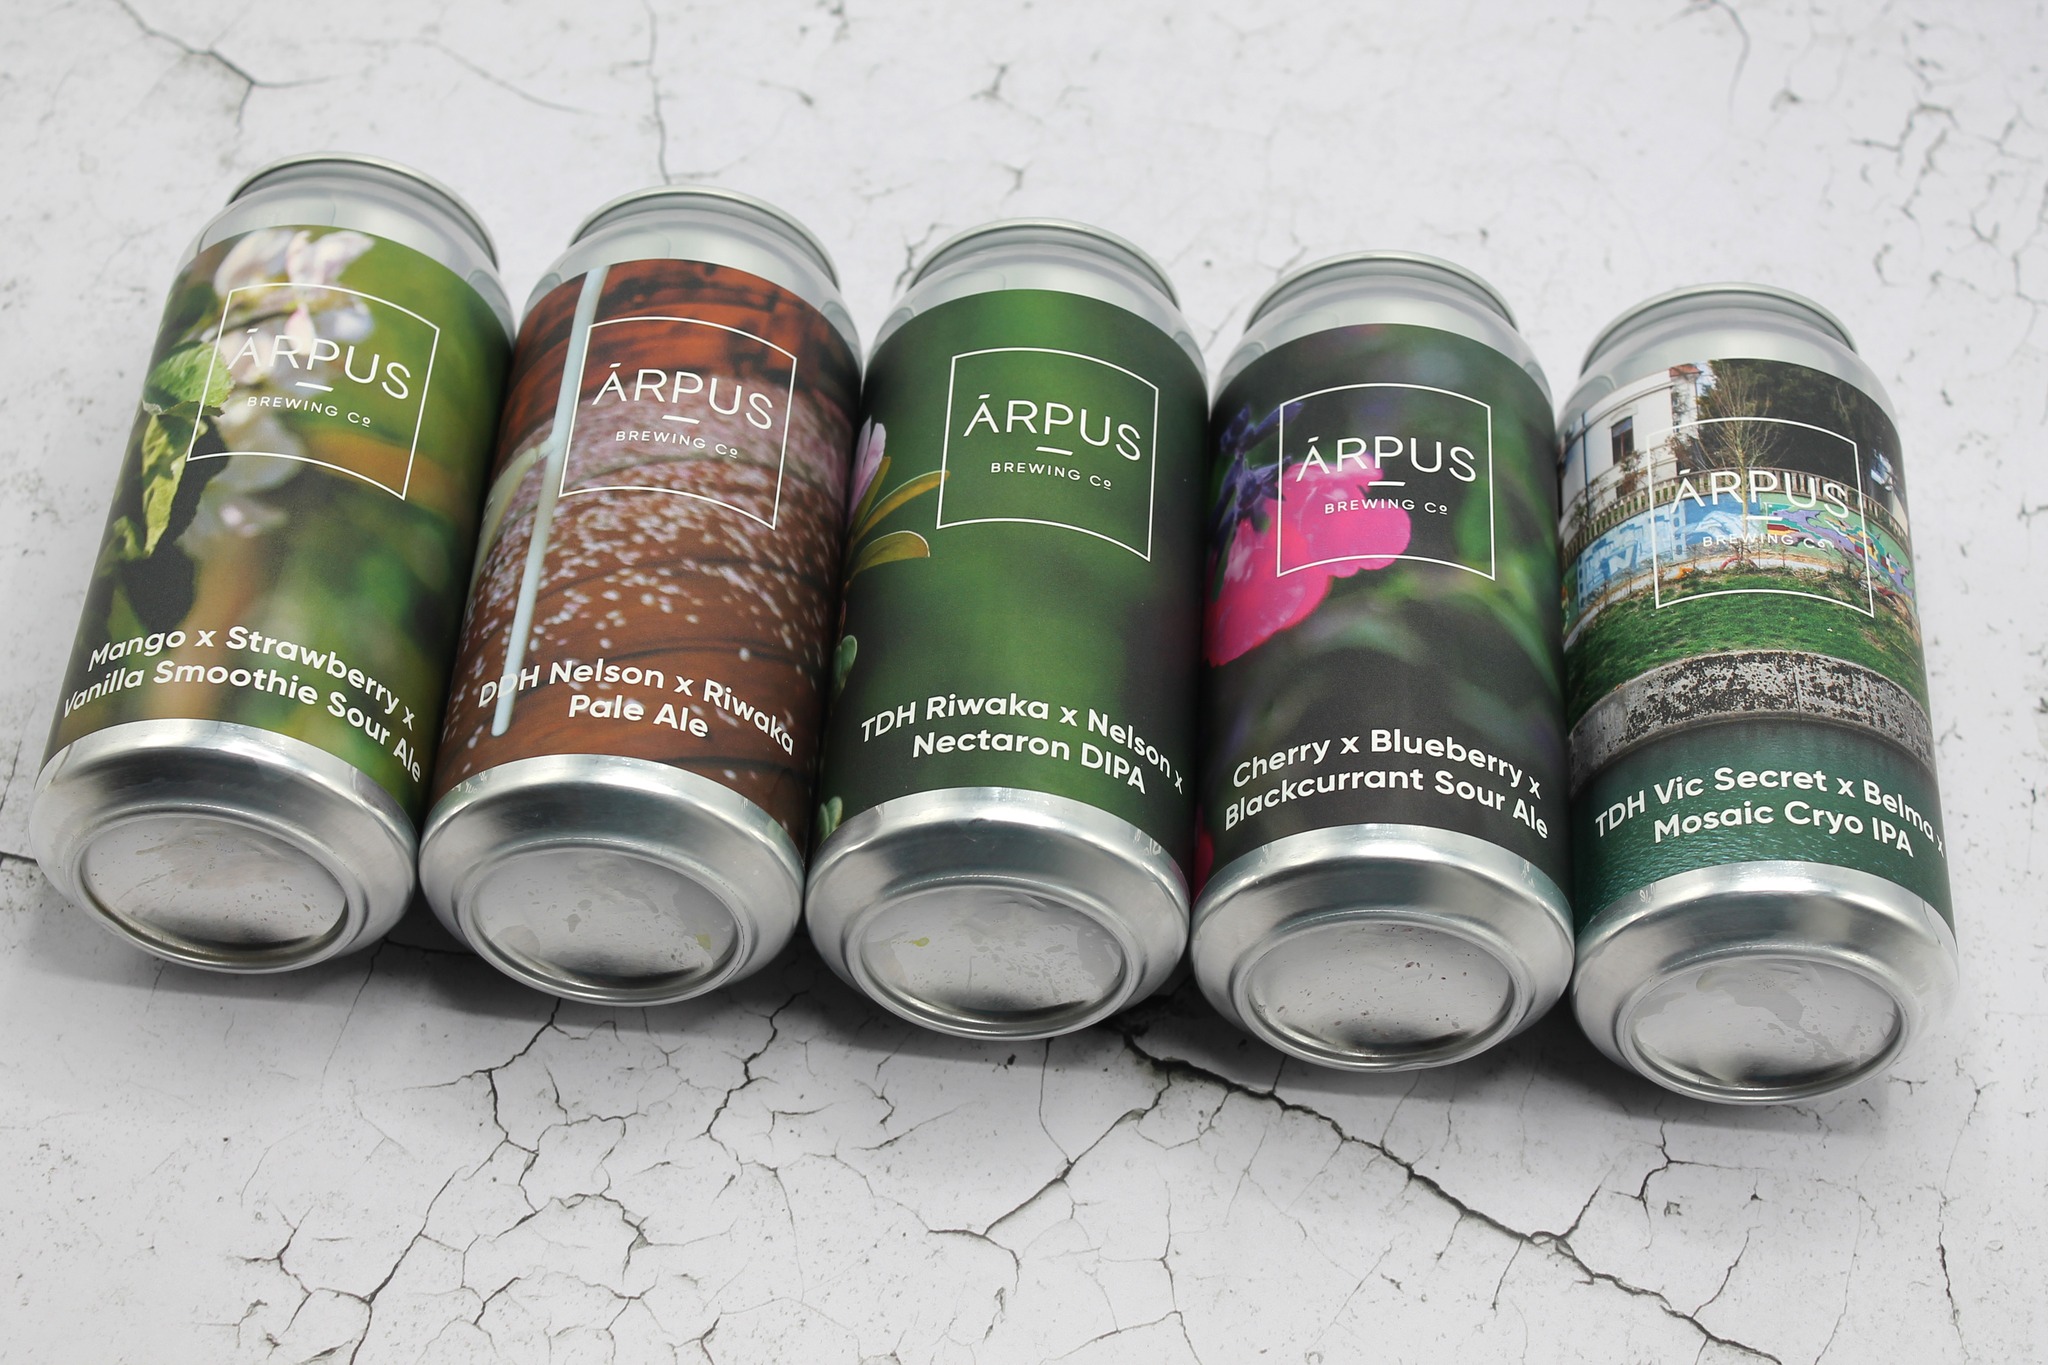 ĀRPUS
BREWING Cº
Mango x Strawberry x
Vanilla Smoothie Sour Ale
ĀRPUS
BREWING Cº
DDH Nelson x Riwaka
Pale Ale
ĀRPUS
BREWING Cº
TDH Riwaka x Nelson x
Nectaron DIPA
ĀRPUS
BREWING Cº
Cherry x Blueberry x
Blackcurrant Sour Ale
ĀRPUS
BREWING Cº
TDH Vic Secret x Belma x
Mosaic Cryo IPA